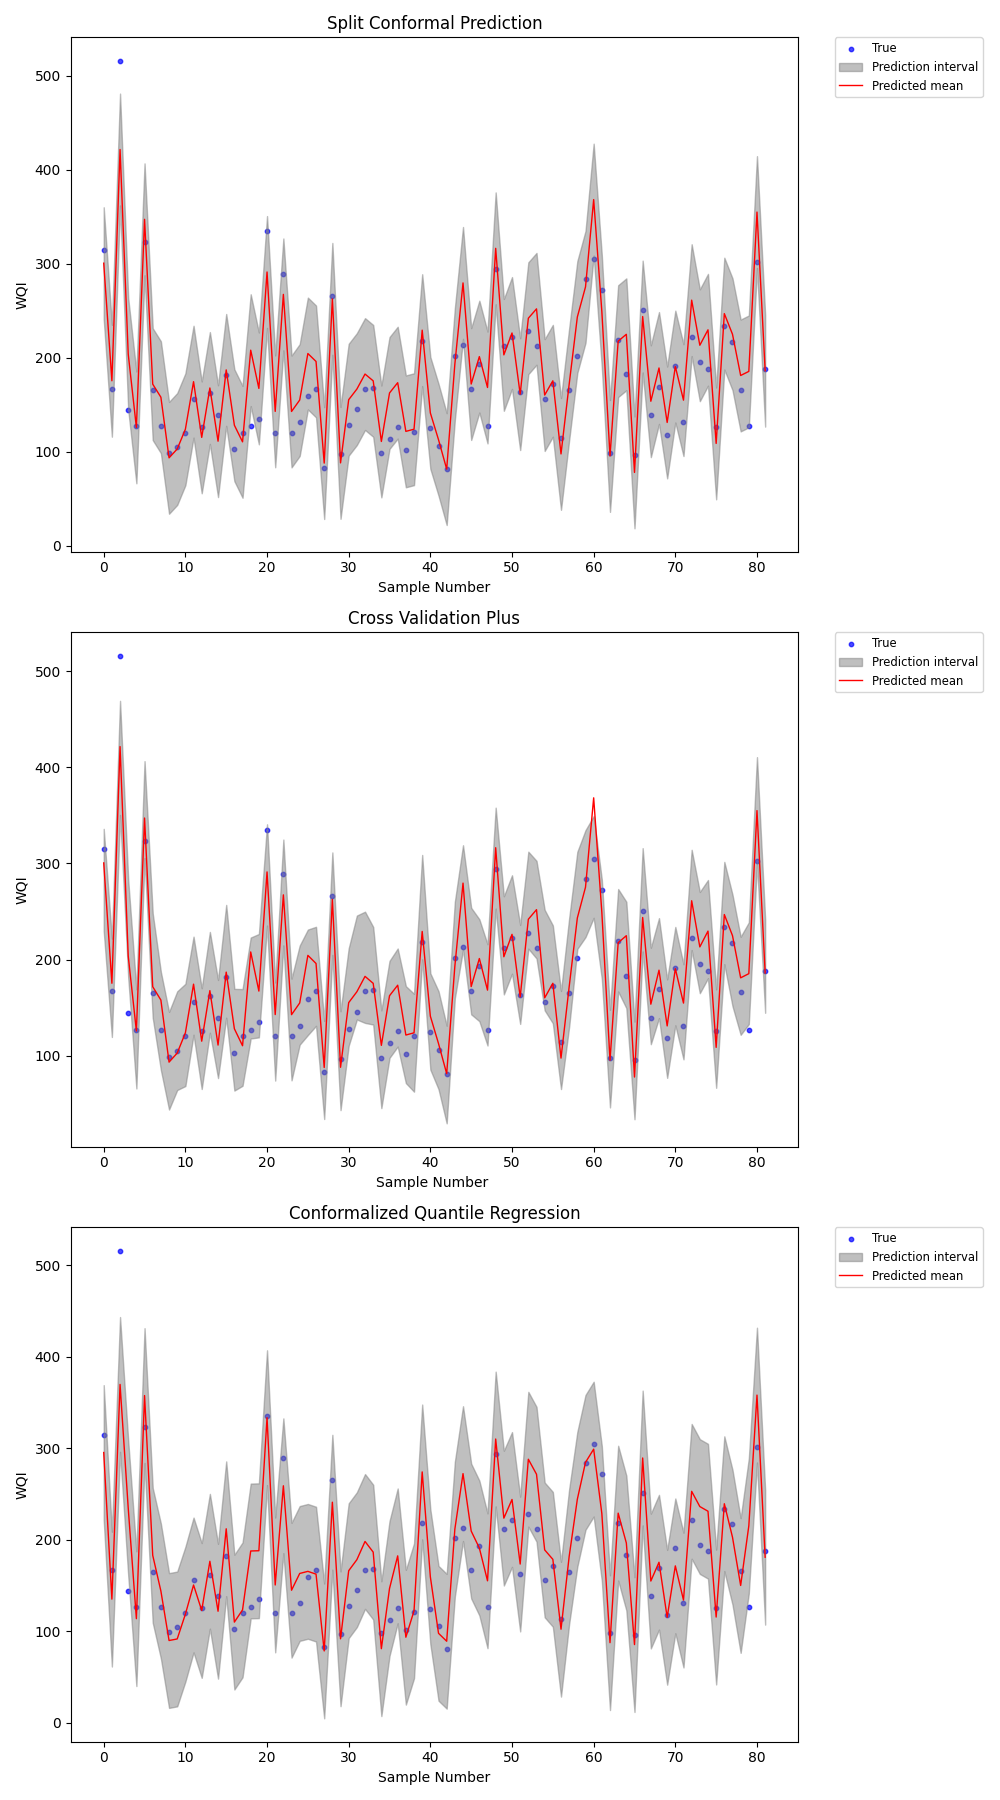 Split Conformal Prediction
True
Prediction interval
Predicted mean
500
400
300
200
100
0
WQI
0 10 20 30 40 50 60 70 80
Sample Number
Cross Validation Plus
True
Prediction interval
Predicted mean
500
400
300
200
100
WQI
0 10 20 30 40 50 60 70 80
Sample Number
Conformalized Quantile Regression
True
Prediction interval
Predicted mean
500
400
300
200
100
0
WQI
0 10 20 30 40 50 60 70 80
Sample Number